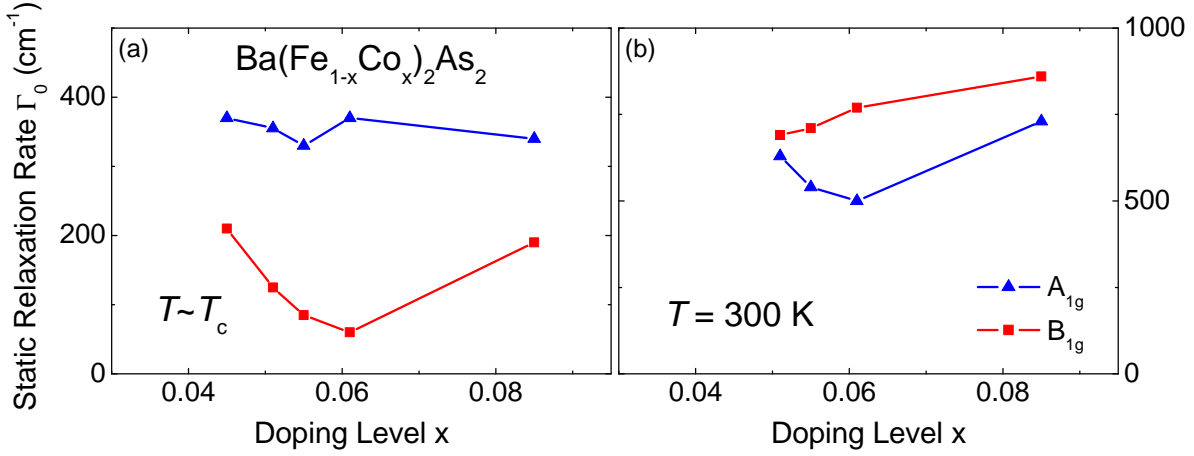 Static Relaxation Rate Γ₀ (cm⁻¹)
(a)
Ba(Fe₁₋ₓCoₓ)₂As₂
400
200
0
T~T_c
0.04 0.06 0.08
Doping Level x
(b)
1000
500
0
T = 300 K
A₁g
B₁g
0.04 0.06 0.08
Doping Level x